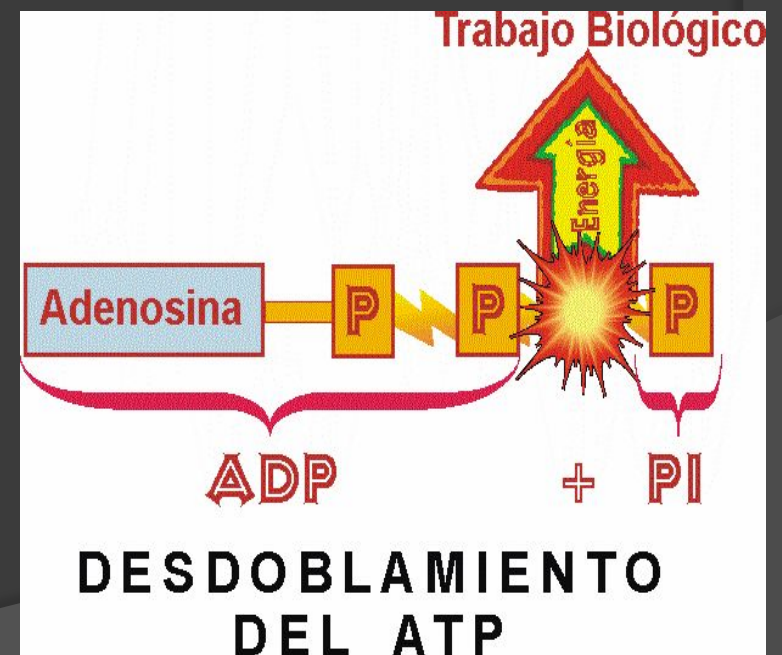 Trabajo Biológico
Energía
Adenosina P P P
ADP + PI
DESDOBLAMIENTO
DEL ATP